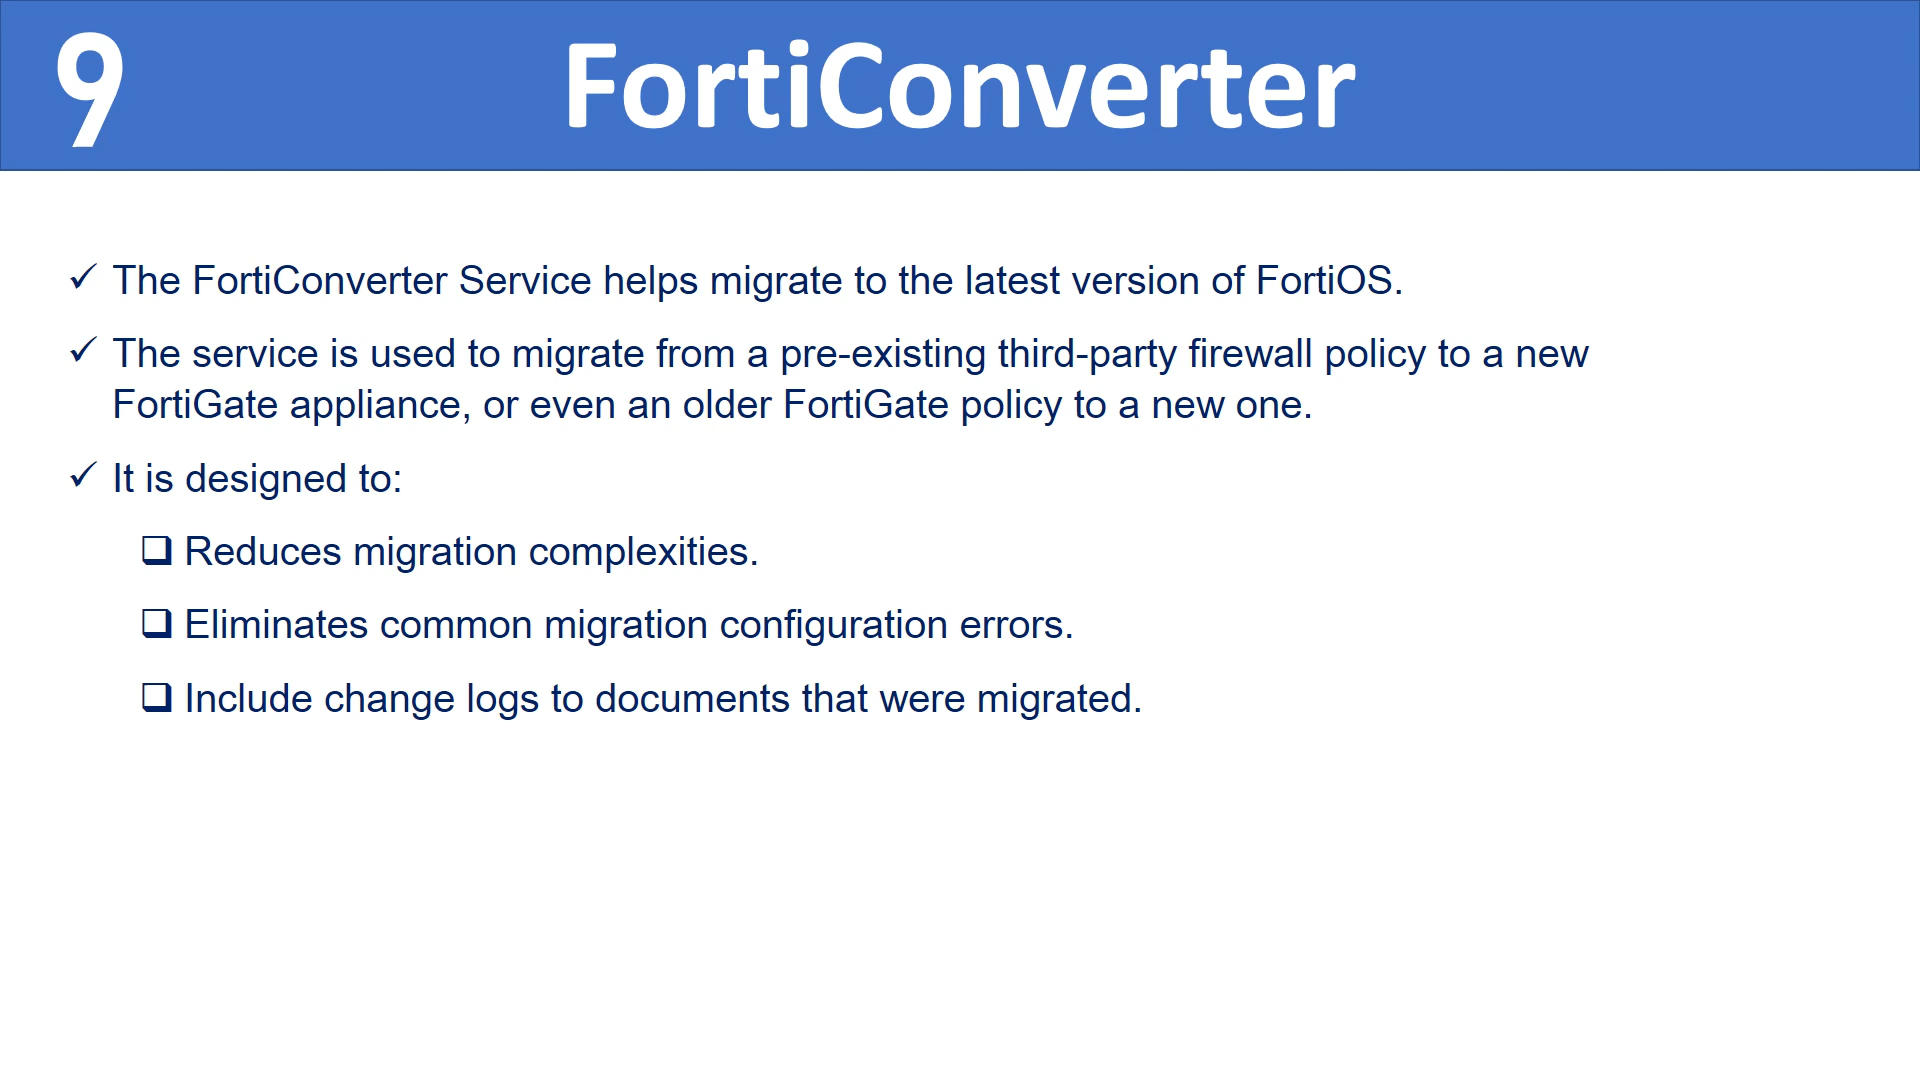 9
FortiConverter
✓ The FortiConverter Service helps migrate to the latest version of FortiOS.
✓ The service is used to migrate from a pre-existing third-party firewall policy to a new
FortiGate appliance, or even an older FortiGate policy to a new one.
✓ It is designed to:
❑ Reduces migration complexities.
❑ Eliminates common migration configuration errors.
❑ Include change logs to documents that were migrated.